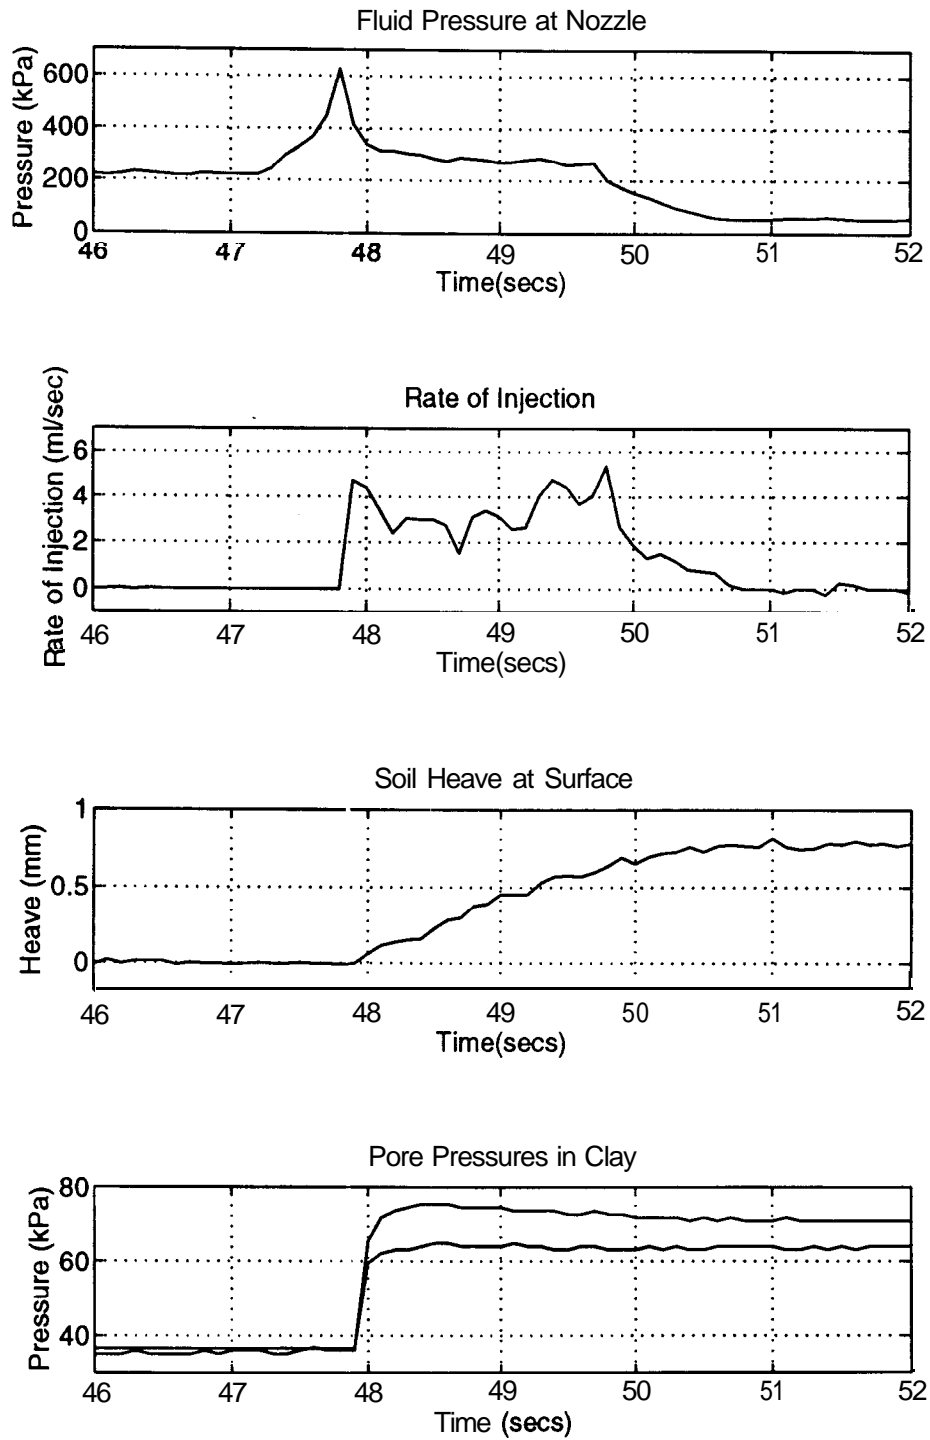 Fluid Pressure at Nozzle
Pressure (kPa)
600
400
200
0
46 47 48 49 50 51 52
Time(secs)
Rate of Injection
Rate of Injection (ml/sec)
6
4
2
0
46 47 48 49 50 51 52
Time(secs)
Soil Heave at Surface
Heave (mm)
1
0.5
0
46 47 48 49 50 51 52
Time(secs)
Pore Pressures in Clay
Pressure (kPa)
80
60
40
46 47 48 49 50 51 52
Time (secs)